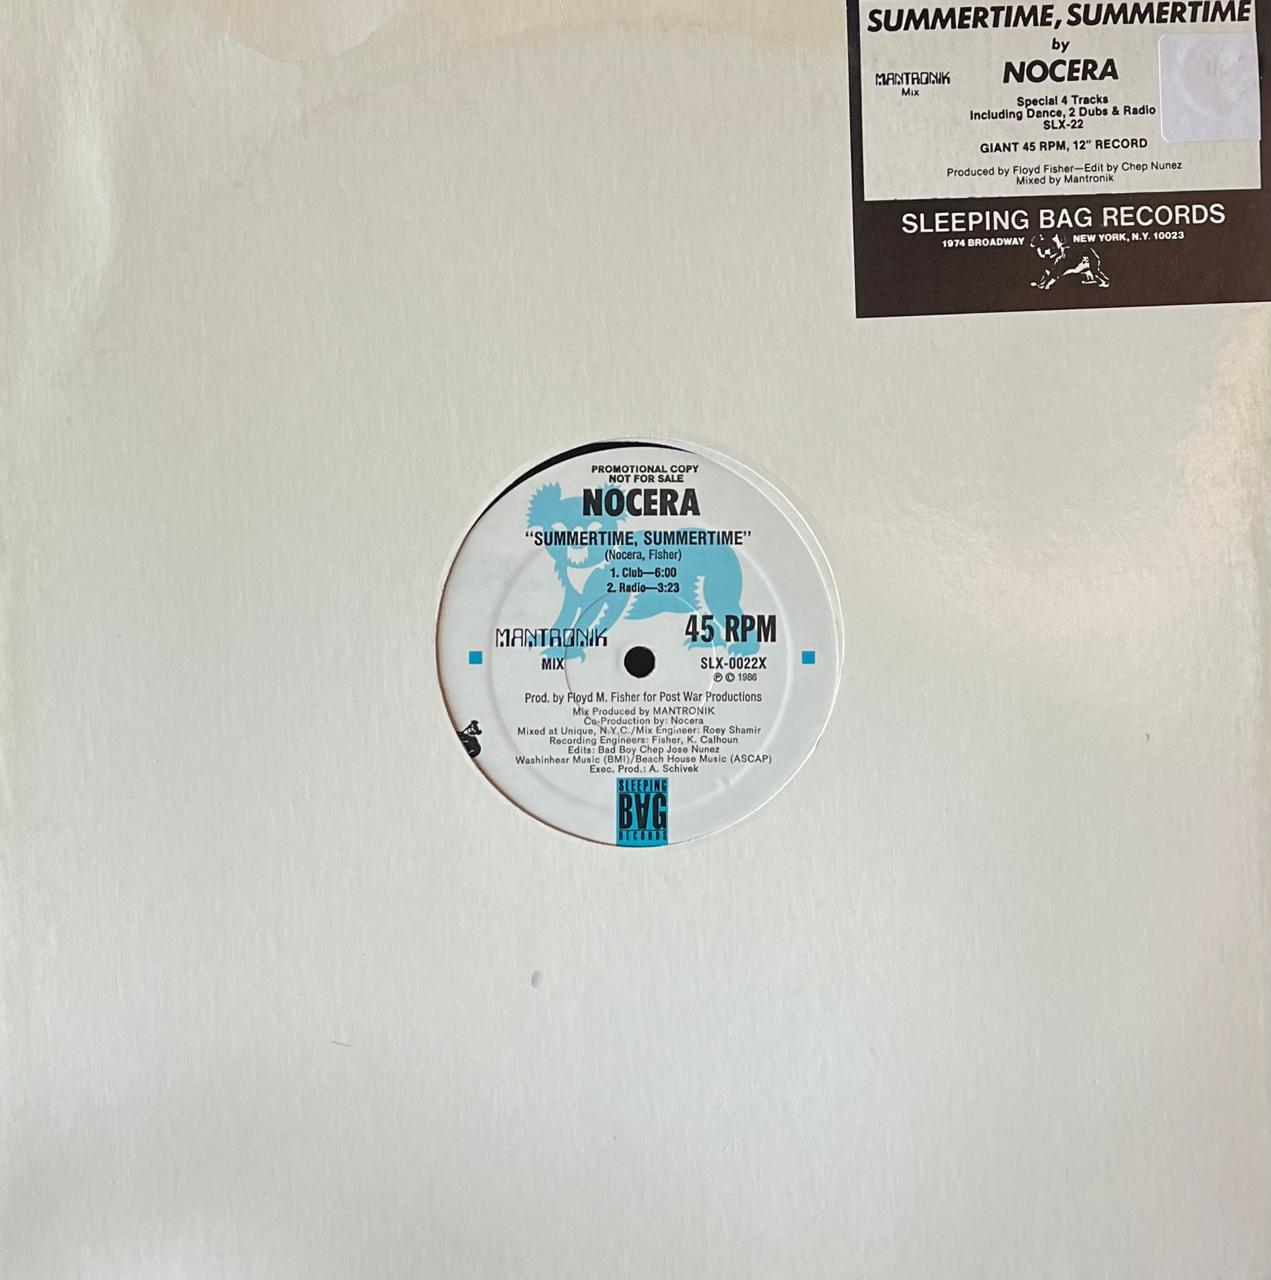 SUMMERTIME, SUMMERTIME
by
NOCERA
MANTRONIK
Mix
Special 4 Tracks
Including Dance, 2 Dubs & Radio
SLX-22
GIANT 45 RPM, 12" RECORD
Produced by Floyd Fisher—Edit by Chep Nunez
Mixed by Mantronik
SLEEPING BAG RECORDS
1974 BROADWAY NEW YORK, N.Y. 10023
PROMOTIONAL COPY
NOT FOR SALE
NOCERA
"SUMMERTIME, SUMMERTIME"
(Nocera, Fisher)
1. Club—6:00
2. Radio—3:23
MANTRONIK
MIX
45 RPM
SLX-0022X
℗ © 1986
Prod. by Floyd M. Fisher for Post War Productions
Mix Produced by MANTRONIK
Co-Production by: Nocera
Mixed at Unique, N.Y.C./Mix Engineer: Roey Shamir
Recording Engineers: Fisher, K. Calhoun
Edits: Bad Boy Chep Jose Nunez
Washinhear Music (BMI)/Beach House Music (ASCAP)
Exec. Prod.: A. Schivek
SLEEPING
BAG
RECORDS